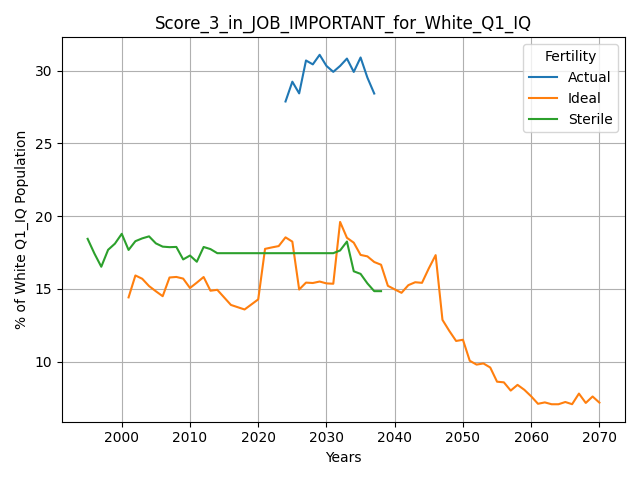 Score_3_in_JOB_IMPORTANT_for_White_Q1_IQ
Fertility
Actual
Ideal
Sterile
% of White Q1_IQ Population
30
25
20
15
10
2000 2010 2020 2030 2040 2050 2060 2070
Years